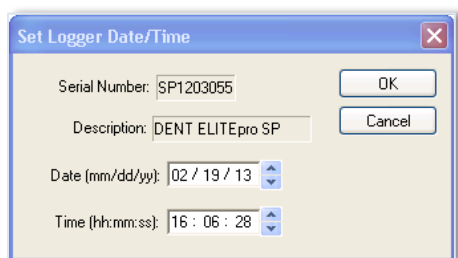 Set Logger Date/Time
Serial Number: SP1203055 OK
Description: DENT ELITEpro SP Cancel
Date (mm/dd/yy): 02 / 19 / 13
Time (hh:mm:ss): 16 : 06 : 28